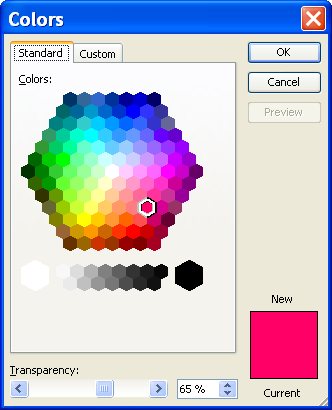 Colors
Standard
Custom
OK
Cancel
Preview
Colors:
New
Current
Transparency:
65 %